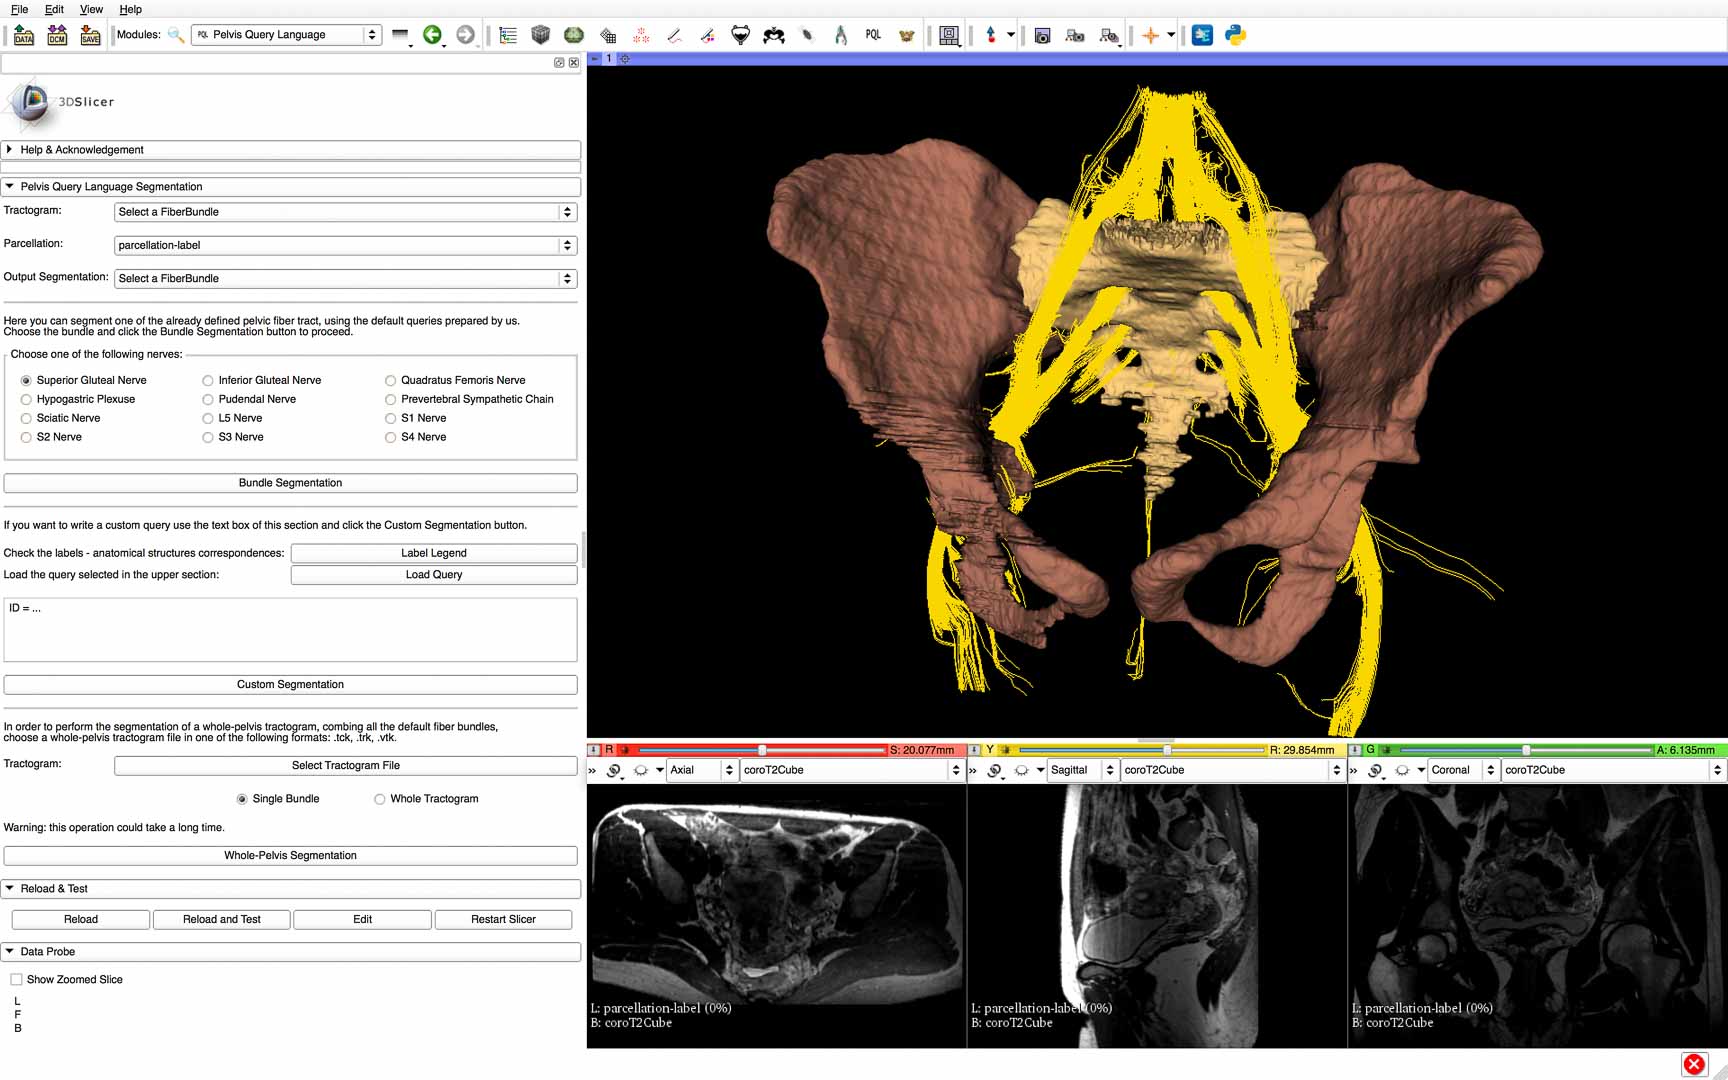 File Edit View Help
DATA DCM SAVE Modules: PQL Pelvis Query Language PQL
1
3DSlicer
Help & Acknowledgement
Pelvis Query Language Segmentation
Tractogram: Select a FiberBundle
Parcellation: parcellation-label
Output Segmentation: Select a FiberBundle
Here you can segment one of the already defined pelvic fiber tract, using the default queries prepared by us.
Choose the bundle and click the Bundle Segmentation button to proceed.
Choose one of the following nerves:
Superior Gluteal Nerve Inferior Gluteal Nerve Quadratus Femoris Nerve
Hypogastric Plexuse Pudendal Nerve Prevertebral Sympathetic Chain
Sciatic Nerve L5 Nerve S1 Nerve
S2 Nerve S3 Nerve S4 Nerve
Bundle Segmentation
If you want to write a custom query use the text box of this section and click the Custom Segmentation button.
Check the labels - anatomical structures correspondences: Label Legend
Load the query selected in the upper section: Load Query
ID = ...
Custom Segmentation
In order to perform the segmentation of a whole-pelvis tractogram, combing all the default fiber bundles,
choose a whole-pelvis tractogram file in one of the following formats: .tck, .trk, .vtk.
Tractogram: Select Tractogram File
Single Bundle Whole Tractogram
Warning: this operation could take a long time.
Whole-Pelvis Segmentation
Reload & Test
Reload Reload and Test Edit Restart Slicer
Data Probe
Show Zoomed Slice
L
F
B
R S: 20.077mm Y R: 29.854mm G A: 6.135mm
Axial coroT2Cube Sagittal coroT2Cube Coronal coroT2Cube
L: parcellation-label (0%) L: parcellation-label (0%) L: parcellation-label (0%)
B: coroT2Cube B: coroT2Cube B: coroT2Cube